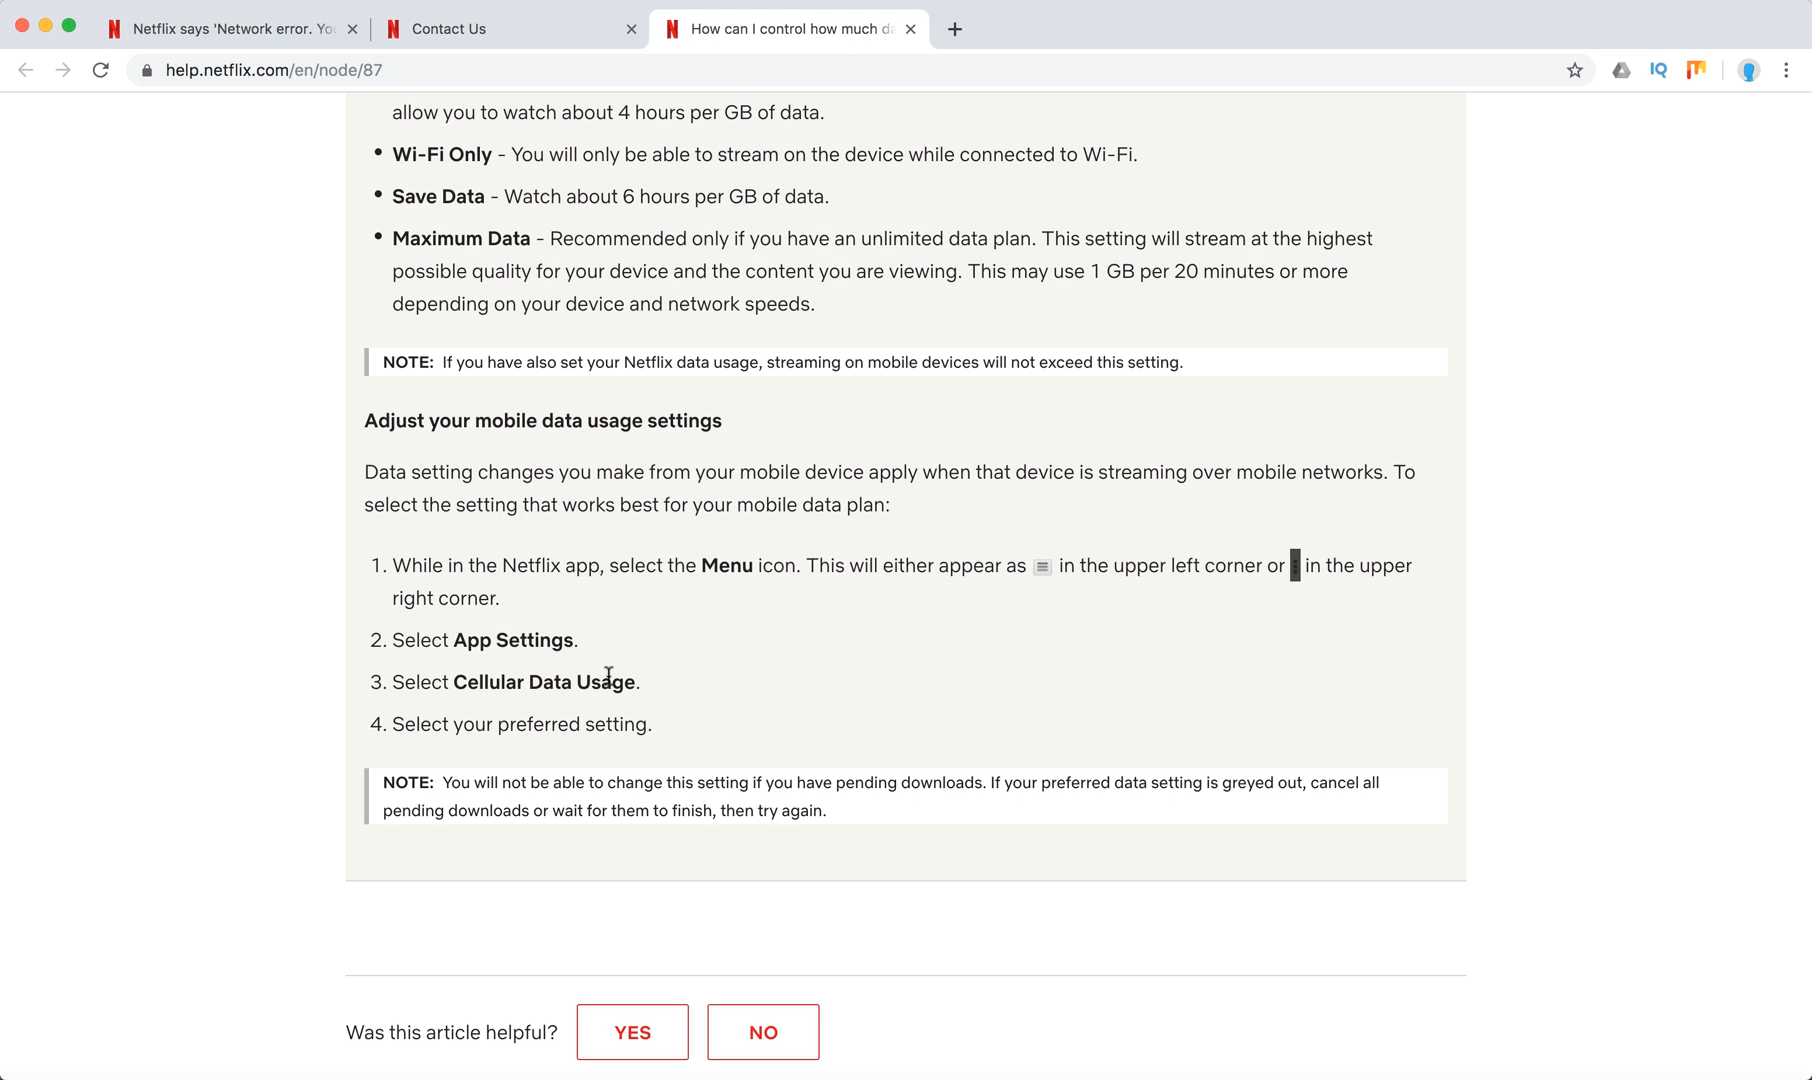 Netflix says 'Network error. You
Contact Us
How can I control how much da
help.netflix.com/en/node/87
IQ
allow you to watch about 4 hours per GB of data.
• Wi-Fi Only - You will only be able to stream on the device while connected to Wi-Fi.
• Save Data - Watch about 6 hours per GB of data.
• Maximum Data - Recommended only if you have an unlimited data plan. This setting will stream at the highest
possible quality for your device and the content you are viewing. This may use 1 GB per 20 minutes or more
depending on your device and network speeds.
NOTE: If you have also set your Netflix data usage, streaming on mobile devices will not exceed this setting.
Adjust your mobile data usage settings
Data setting changes you make from your mobile device apply when that device is streaming over mobile networks. To
select the setting that works best for your mobile data plan:
1. While in the Netflix app, select the Menu icon. This will either appear as in the upper left corner or in the upper
right corner.
2. Select App Settings.
3. Select Cellular Data Usage.
4. Select your preferred setting.
NOTE: You will not be able to change this setting if you have pending downloads. If your preferred data setting is greyed out, cancel all
pending downloads or wait for them to finish, then try again.
Was this article helpful?
YES
NO